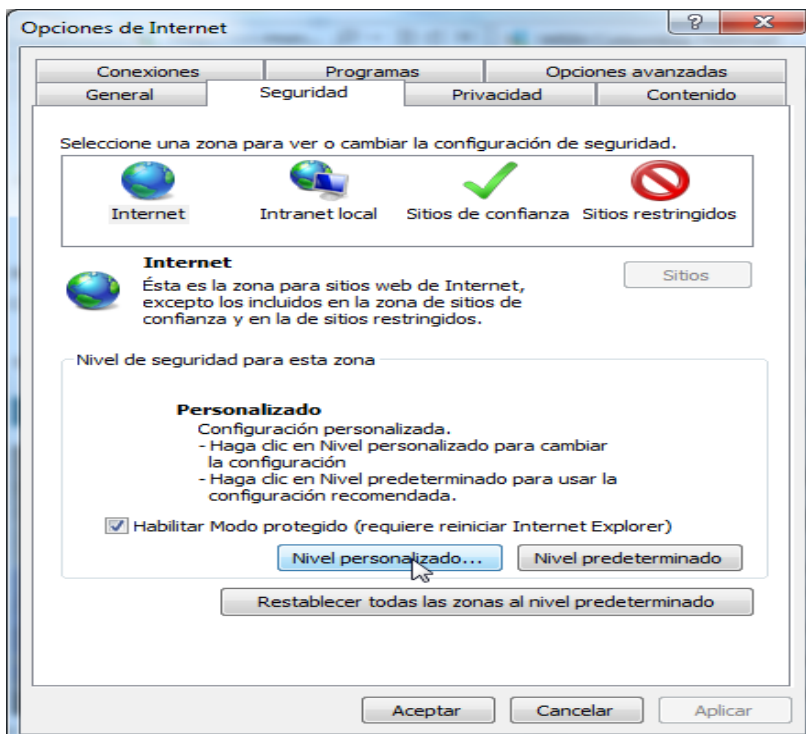 Opciones de Internet
Conexiones Programas Opciones avanzadas
General Seguridad Privacidad Contenido
Seleccione una zona para ver o cambiar la configuración de seguridad.
Internet Intranet local Sitios de confianza Sitios restringidos
Internet
Sitios
Ésta es la zona para sitios web de Internet,
excepto los incluidos en la zona de sitios de
confianza y en la de sitios restringidos.
Nivel de seguridad para esta zona
Personalizado
Configuración personalizada.
- Haga clic en Nivel personalizado para cambiar
la configuración
- Haga clic en Nivel predeterminado para usar la
configuración recomendada.
Habilitar Modo protegido (requiere reiniciar Internet Explorer)
Nivel personalizado... Nivel predeterminado
Restablecer todas las zonas al nivel predeterminado
Aceptar Cancelar Aplicar